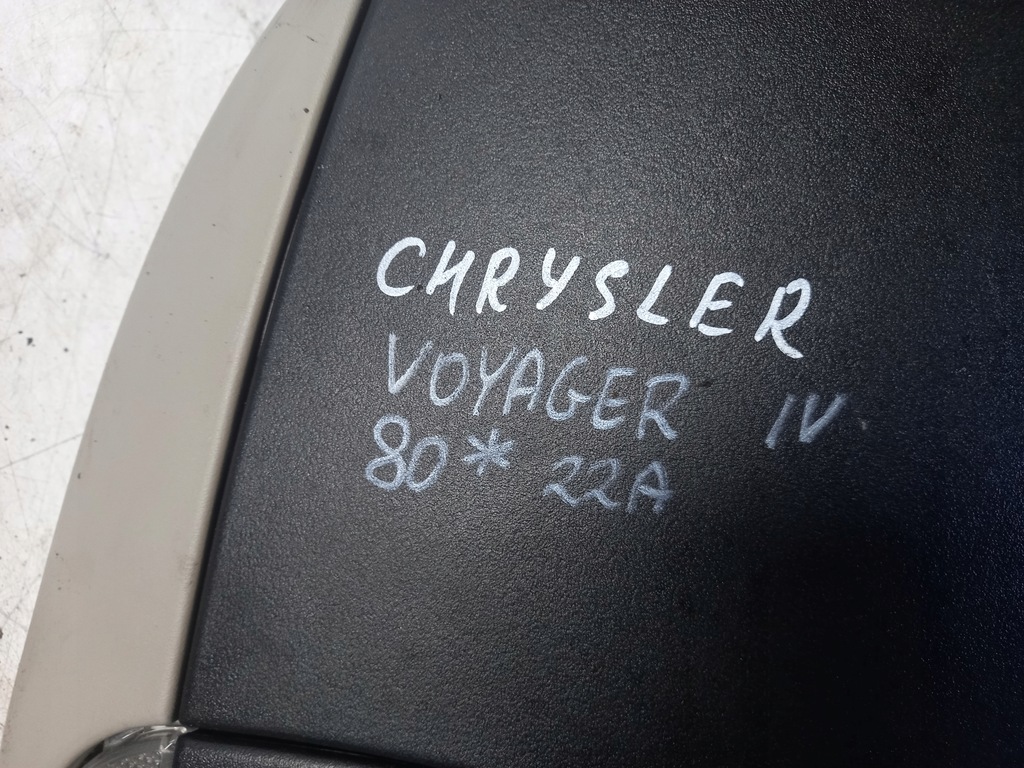 CHRYSLER
VOYAGER IV
80* 22A